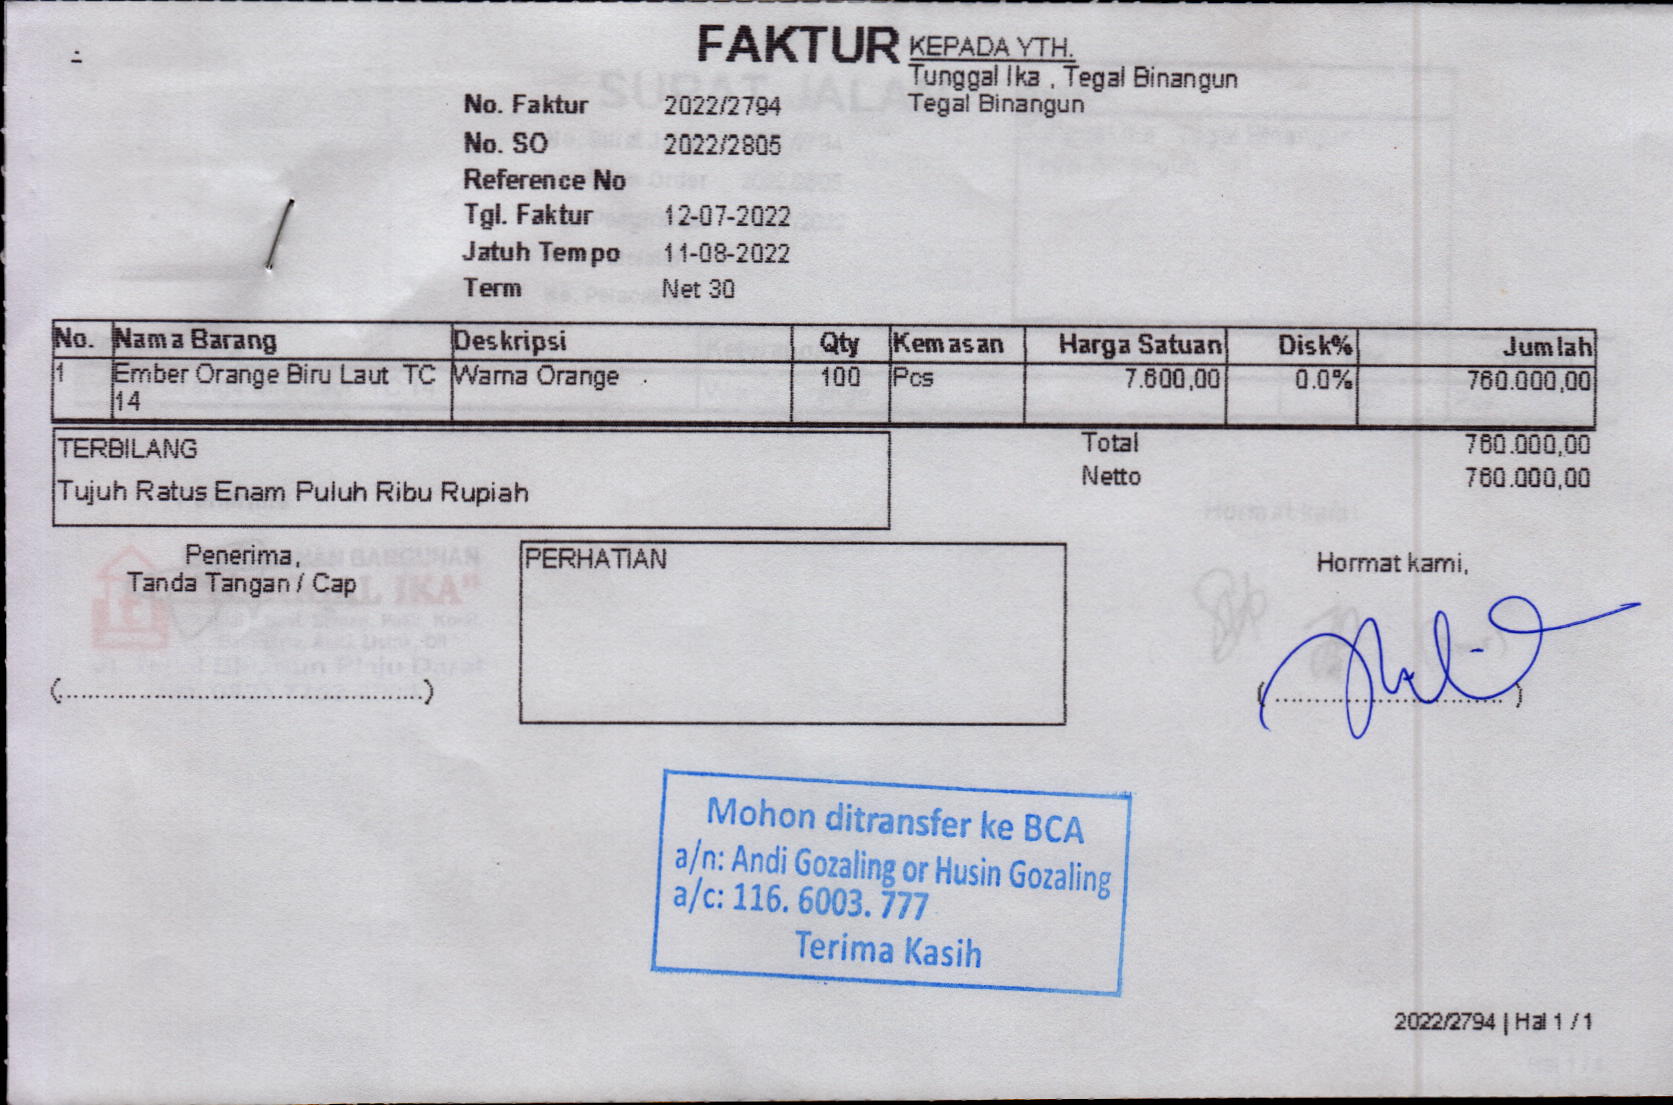 FAKTUR
KEPADA YTH.
Tunggal Ika , Tegal Binangun
Tegal Binangun
No. Faktur 2022/2794
No. SO 2022/2805
Reference No
Tgl. Faktur 12-07-2022
Jatuh Tempo 11-08-2022
Term Net 30
No. Nama Barang Deskripsi Qty Kemasan Harga Satuan Disk% Jumlah
1 Ember Orange Biru Laut TC Warna Orange 100 Pcs 7.600,00 0.0% 760.000,00
14
TERBILANG
Tujuh Ratus Enam Puluh Ribu Rupiah
Total 760.000,00
Netto 760.000,00
Penerima,
Tanda Tangan / Cap
(..........................................................)
PERHATIAN
Hormat kami,
(......................................)
Mohon ditransfer ke BCA
a/n: Andi Gozaling or Husin Gozaling
a/c: 116. 6003. 777
Terima Kasih
2022/2794 | Hal 1 / 1